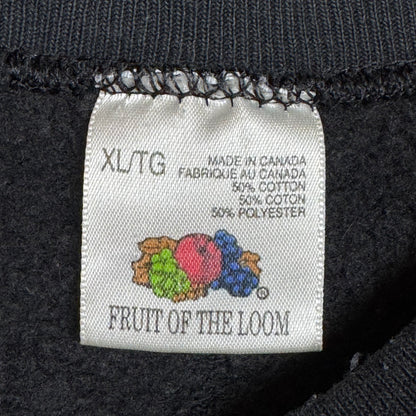 XL/TG
MADE IN CANADA
FABRIQUE AU CANADA
50% COTTON
50% COTON
50% POLYESTER
®
FRUIT OF THE LOOM